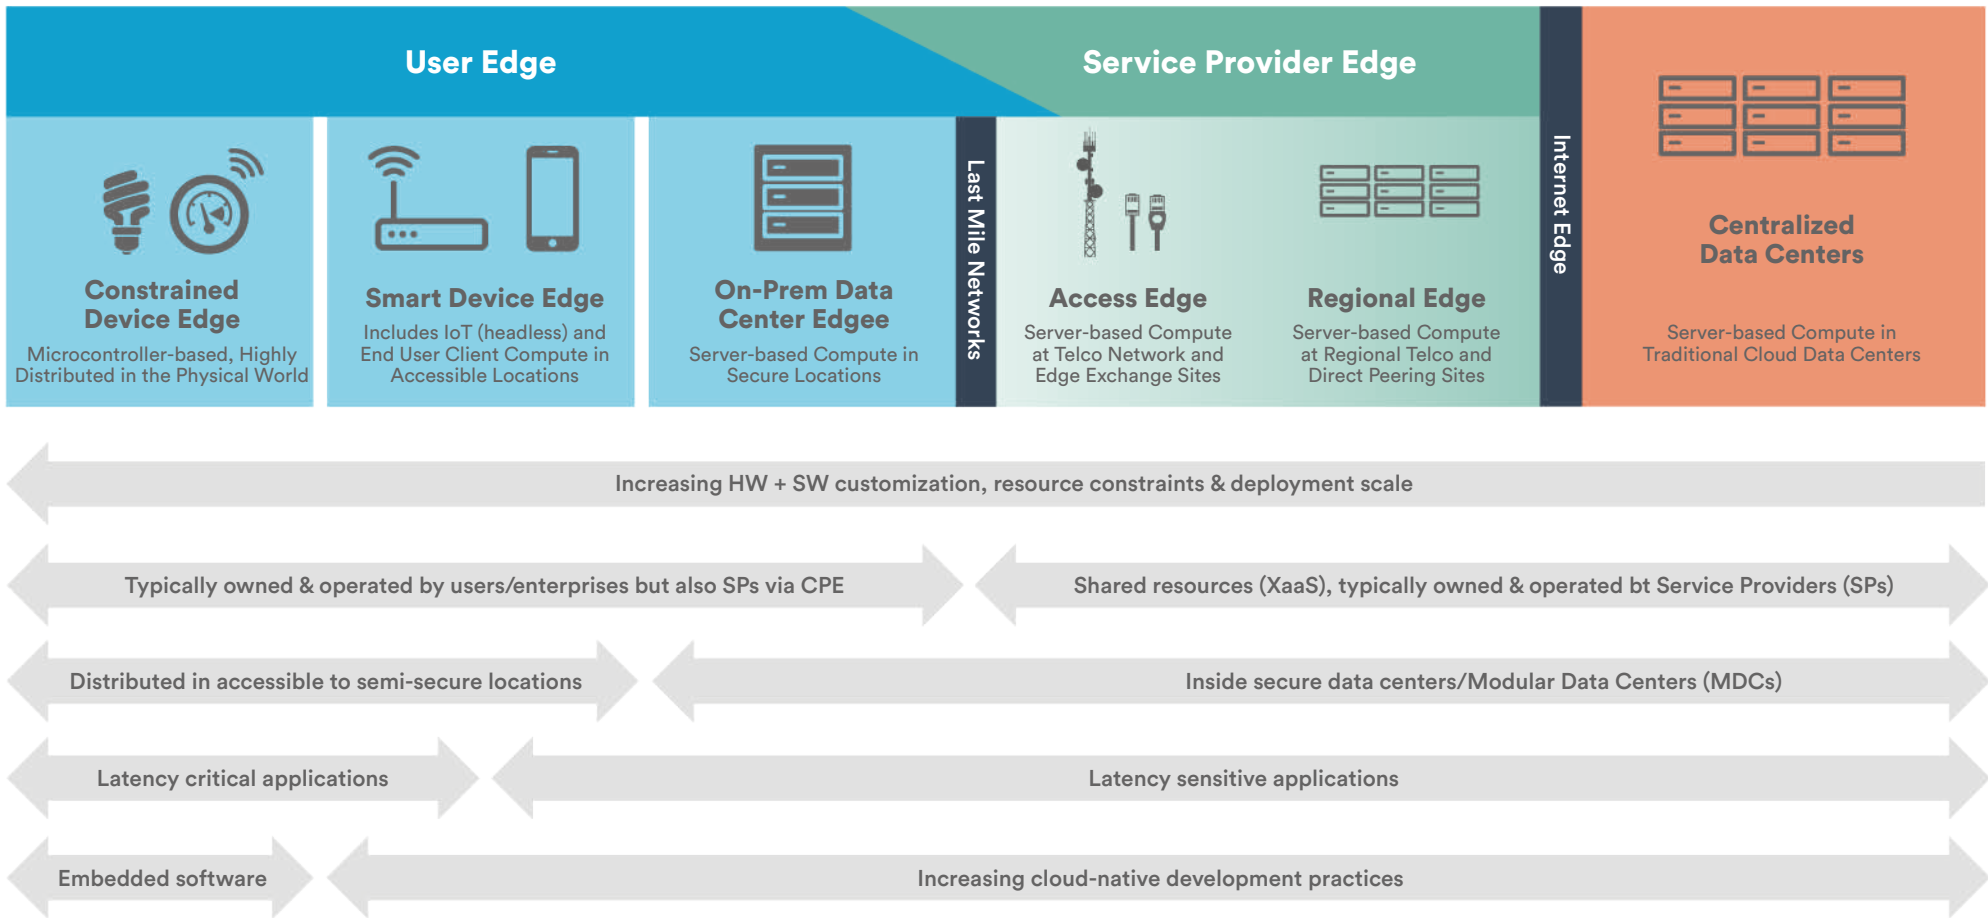 User Edge
Service Provider Edge
Constrained
Device Edge
Microcontroller-based, Highly
Distributed in the Physical World
Smart Device Edge
Includes IoT (headless) and
End User Client Compute in
Accessible Locations
On-Prem Data
Center Edgee
Server-based Compute in
Secure Locations
Last Mile Networks
Access Edge
Server-based Compute
at Telco Network and
Edge Exchange Sites
Regional Edge
Server-based Compute
at Regional Telco and
Direct Peering Sites
Internet Edge
Centralized
Data Centers
Server-based Compute in
Traditional Cloud Data Centers
Increasing HW + SW customization, resource constraints & deployment scale
Typically owned & operated by users/enterprises but also SPs via CPE
Shared resources (XaaS), typically owned & operated bt Service Providers (SPs)
Distributed in accessible to semi-secure locations
Inside secure data centers/Modular Data Centers (MDCs)
Latency critical applications
Latency sensitive applications
Embedded software
Increasing cloud-native development practices